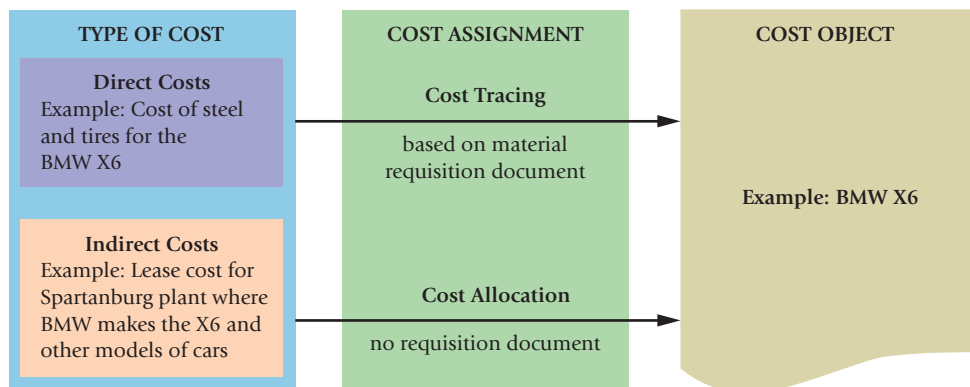 TYPE OF COST
Direct Costs
Example: Cost of steel
and tires for the
BMW X6
Indirect Costs
Example: Lease cost for
Spartanburg plant where
BMW makes the X6 and
other models of cars
COST ASSIGNMENT
Cost Tracing
based on material
requisition document
Cost Allocation
no requisition document
COST OBJECT
Example: BMW X6